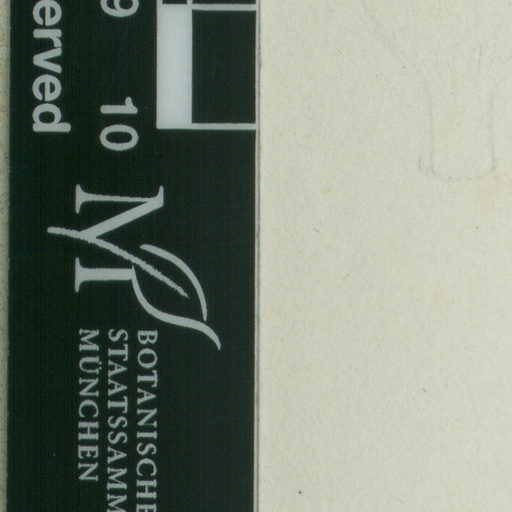 erved
9 10
BOTANISCHE
STAATSSAMM
MÜNCHEN